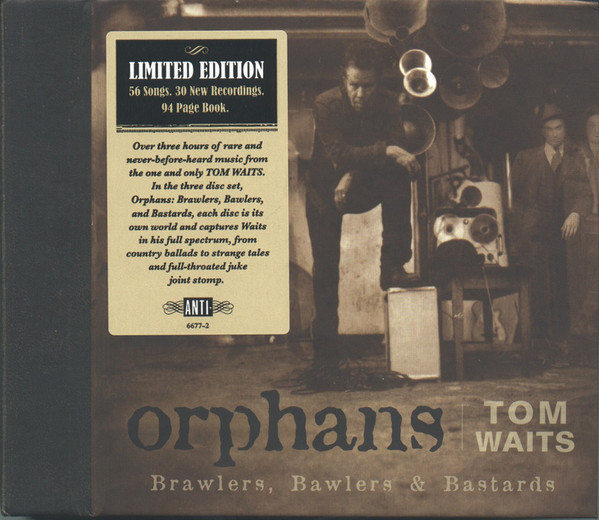 LIMITED EDITION
56 Songs. 30 New Recordings.
94 Page Book.
Over three hours of rare and
never-before-heard music from
the one and only TOM WAITS.
In the three disc set,
Orphans: Brawlers, Bawlers,
and Bastards, each disc is its
own world and captures Waits
in his full spectrum, from
country ballads to strange tales
and full-throated juke
joint stomp.
ANTI-
6677-2
orphans
TOM
WAITS
Brawlers, Bawlers & Bastards